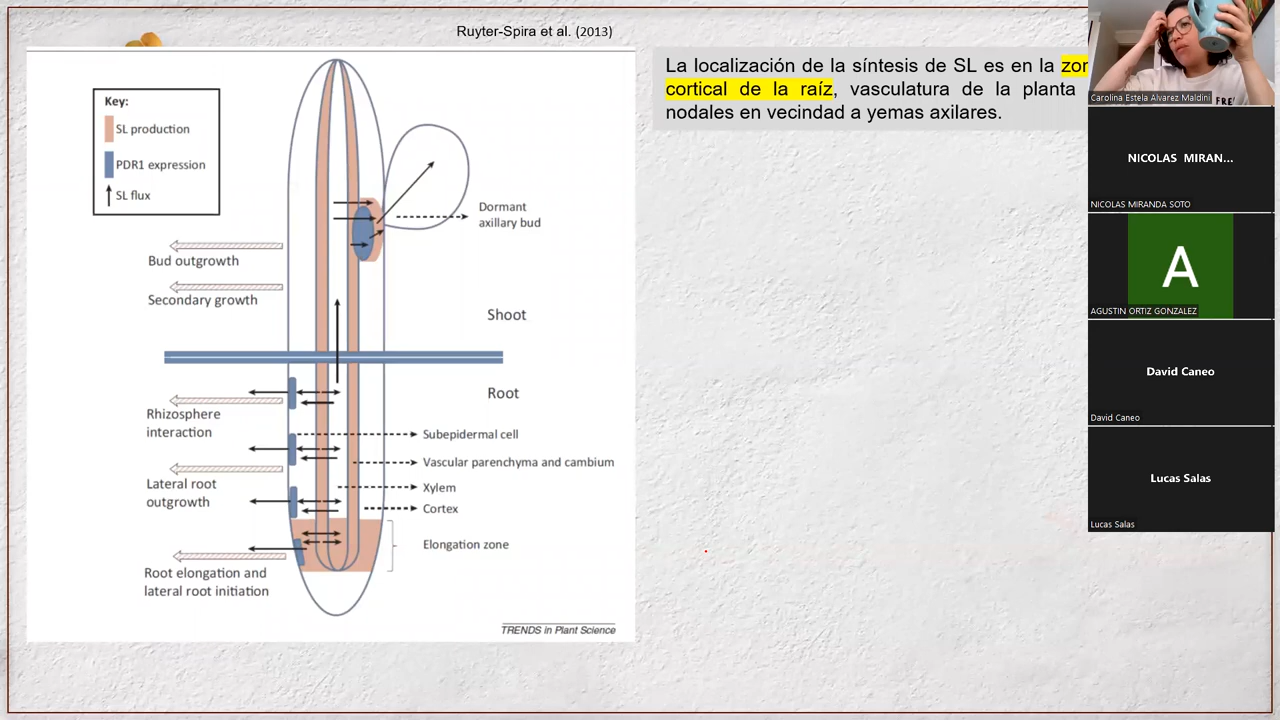 Ruyter-Spira et al. (2013)
Key:
SL production
PDR1 expression
SL flux
Dormant
axillary bud
Bud outgrowth
Secondary growth
Shoot
Root
Rhizosphere
interaction
Subepidermal cell
Vascular parenchyma and cambium
Lateral root
outgrowth
Xylem
Cortex
Elongation zone
Root elongation and
lateral root initiation
TRENDS in Plant Science
La localización de la síntesis de SL es en la
cortical de la raíz, vasculatura de la planta
nodales en vecindad a yemas axilares.
Carolina Estela Alvarez Maldini
NICOLAS MIRAN...
NICOLAS MIRANDA SOTO
A
AGUSTIN ORTIZ GONZALEZ
David Caneo
David Caneo
Lucas Salas
Lucas Salas